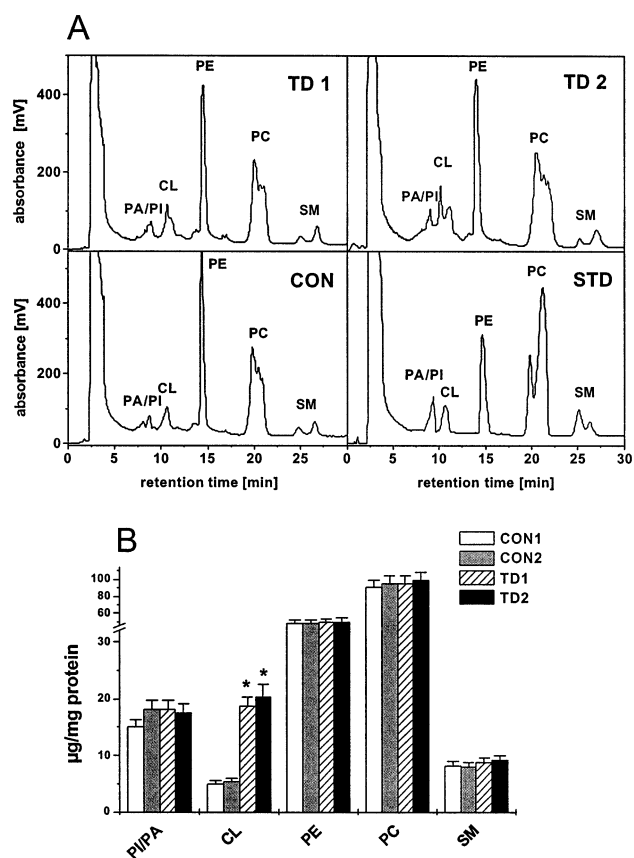 A
TD 1
PE
PC
CL
PA/PI
SM
400
200
0
absorbance [mV]
TD 2
PE
PC
CL
PA/PI
SM
CON
PE
PC
CL
PA/PI
SM
400
200
0
absorbance [mV]
0 5 10 15 20 25
retention time [min]
STD
PC
PE
PA/PI
CL
SM
0 5 10 15 20 25 30
retention time [min]
B
CON1
CON2
TD1
TD2
100
80
60
30
20
10
0
µg/mg protein
* *
PI/PA CL PE PC SM